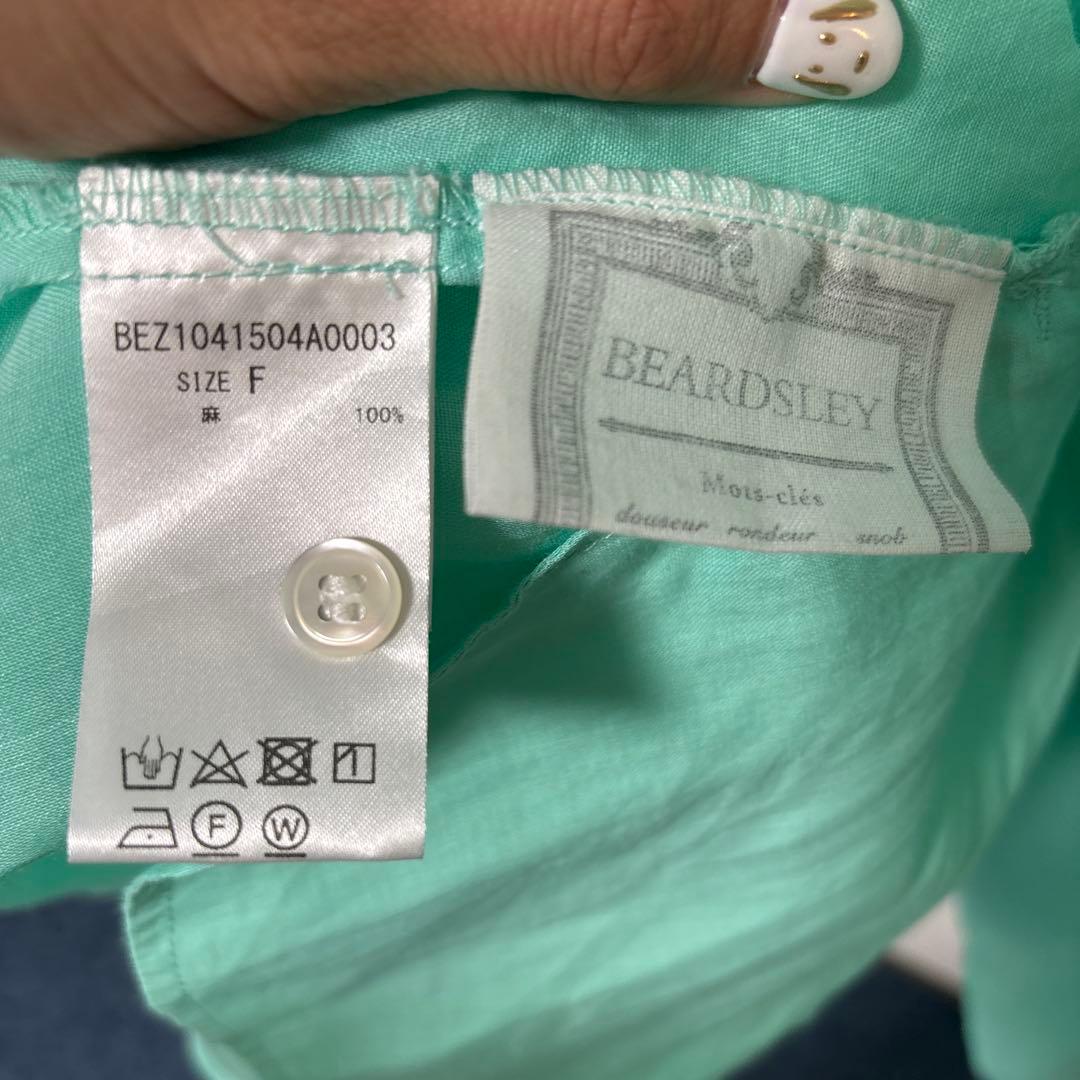 BEZ1041504A0003
SIZE F
麻 100%
F W
BEARDSLEY
Mots-clés
douseur rondeur snob